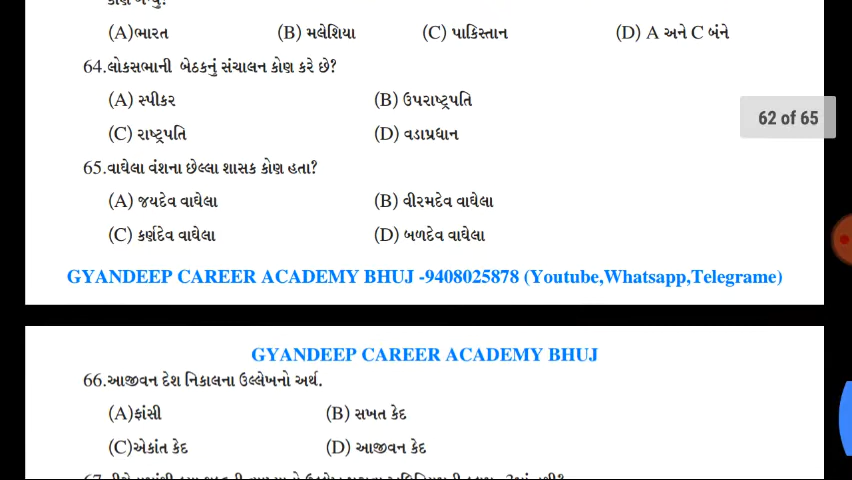 (A)ભારત (B) મલેશિયા (C) પાકિસ્તાન (D) A અને C બંને
64.લોકસભાની બેઠકનું સંચાલન કોણ કરે છે?
(A) સ્પીકર (B) ઉપરાષ્ટ્રપતિ
(C) રાષ્ટ્રપતિ (D) વડાપ્રધાન
62 of 65
65.વાઘેલા વંશના છેલ્લા શાસક કોણ હતા?
(A) જયદેવ વાઘેલા (B) વીરમદેવ વાઘેલા
(C) કર્ણદેવ વાઘેલા (D) બળદેવ વાઘેલા
GYANDEEP CAREER ACADEMY BHUJ -9408025878 (Youtube,Whatsapp,Telegrame)
GYANDEEP CAREER ACADEMY BHUJ
66.આજીવન દેશ નિકાલના ઉલ્લેખનો અર્થ.
(A)ફાંસી (B) સખત કેદ
(C)એકાંત કેદ (D) આજીવન કેદ